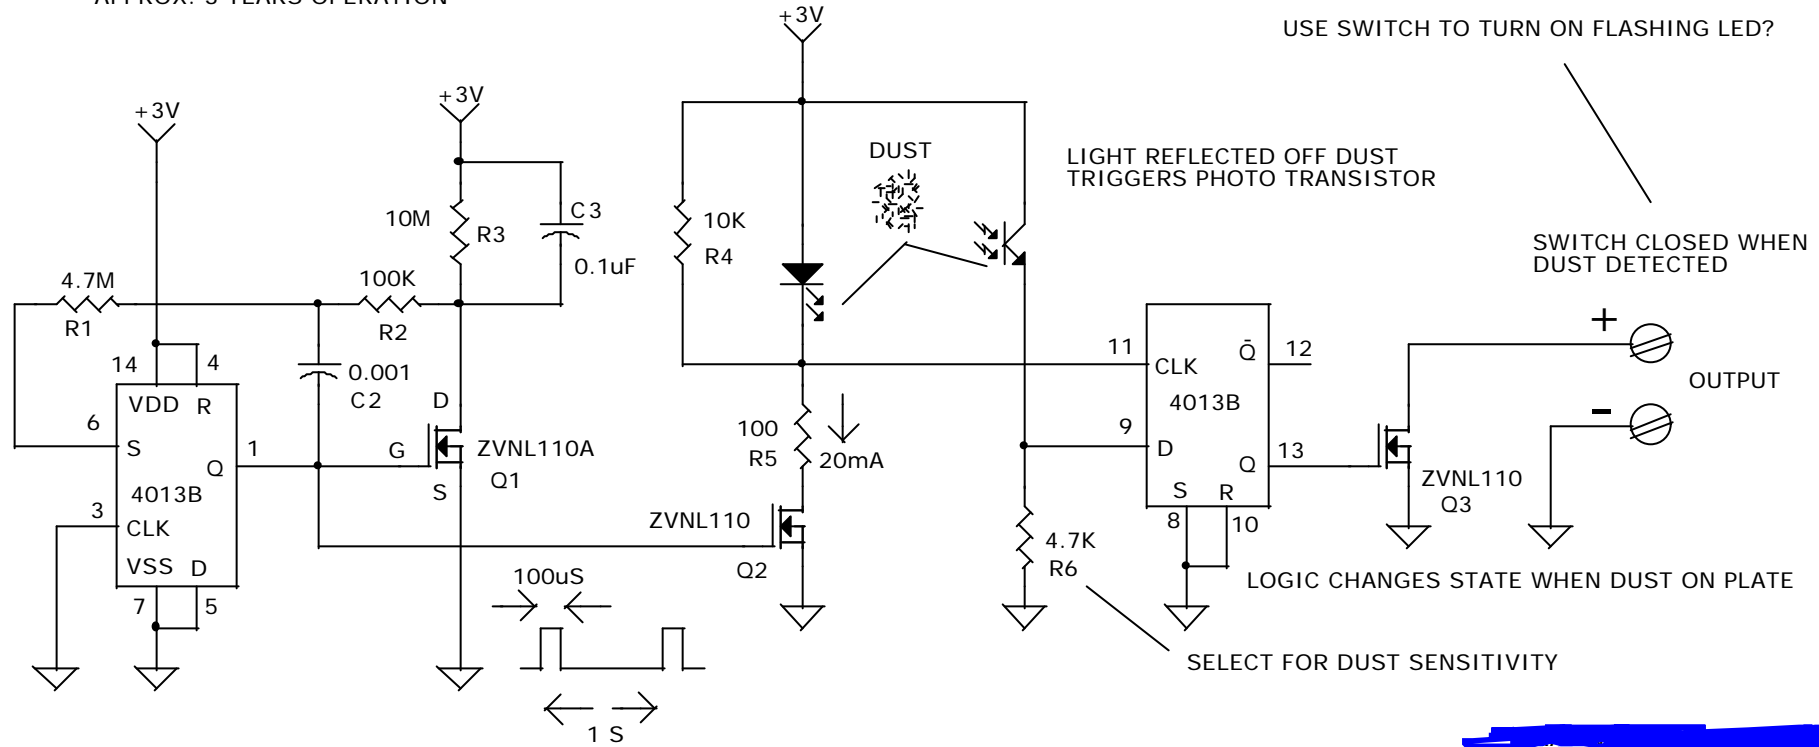 +3V
USE SWITCH TO TURN ON FLASHING LED?
+3V
+3V
DUST
LIGHT REFLECTED OFF DUST
TRIGGERS PHOTO TRANSISTOR
10M
R3
C3
0.1uF
10K
R4
SWITCH CLOSED WHEN
DUST DETECTED
4.7M
R1
100K
R2
14
4
VDD
R
6
S
Q
1
4013B
3
CLK
VSS
D
7
5
0.001
C2
D
G
S
ZVNL110A
Q1
100
R5
20mA
ZVNL110
Q2
11
CLK
Q̄
12
4013B
9
D
Q
13
S
R
8
10
+
-
OUTPUT
ZVNL110
Q3
4.7K
R6
100uS
1 S
LOGIC CHANGES STATE WHEN DUST ON PLATE
SELECT FOR DUST SENSITIVITY